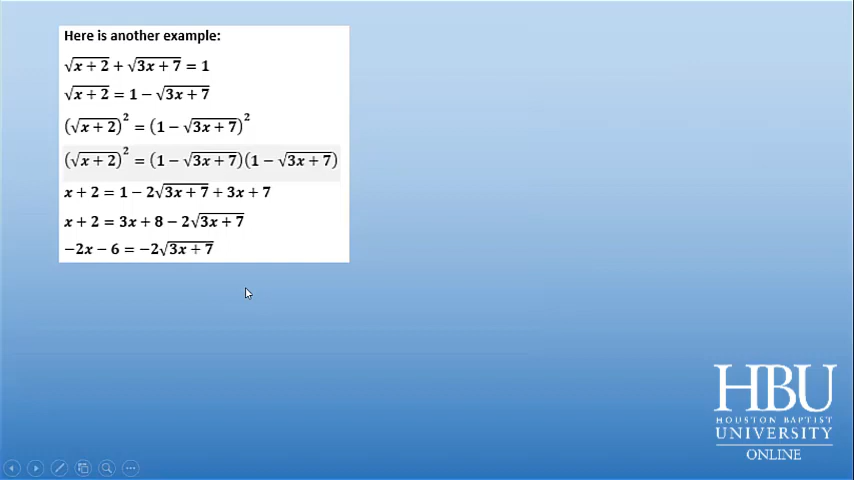 Here is another example:
√(x + 2) + √(3x + 7) = 1
√(x + 2) = 1 − √(3x + 7)
(√(x + 2))² = (1 − √(3x + 7))²
(√(x + 2))² = (1 − √(3x + 7))(1 − √(3x + 7))
x + 2 = 1 − 2√(3x + 7) + 3x + 7
x + 2 = 3x + 8 − 2√(3x + 7)
−2x − 6 = −2√(3x + 7)
HBU
HOUSTON BAPTIST
UNIVERSITY
ONLINE